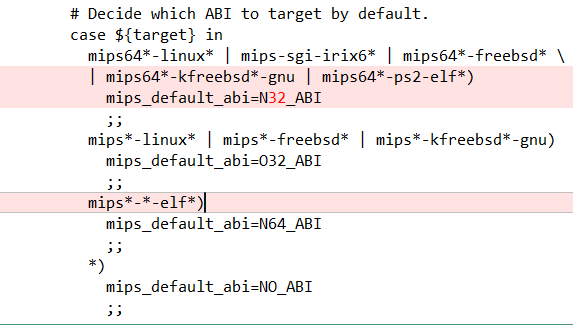 # Decide which ABI to target by default.
case ${target} in
mips64*-linux* | mips-sgi-irix6* | mips64*-freebsd* \
| mips64*-kfreebsd*-gnu | mips64*-ps2-elf*)
mips_default_abi=N32_ABI
;;
mips*-linux* | mips*-freebsd* | mips*-kfreebsd*-gnu)
mips_default_abi=O32_ABI
;;
mips*-*-elf*)
mips_default_abi=N64_ABI
;;
*)
mips_default_abi=NO_ABI
;;